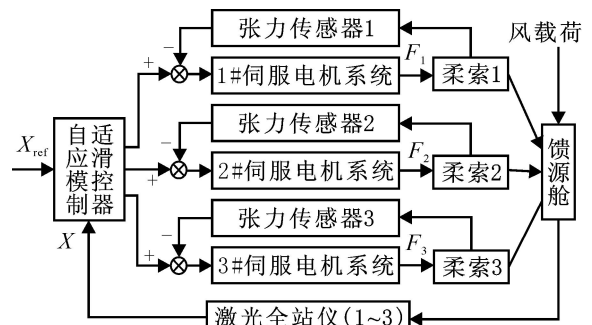 张力传感器1
风载荷
F1
1#伺服电机系统
柔索1
张力传感器2
Xref
自适应滑模控制器
F2
2#伺服电机系统
柔索2
馈源舱
张力传感器3
X
F3
3#伺服电机系统
柔索3
激光全站仪(1~3)